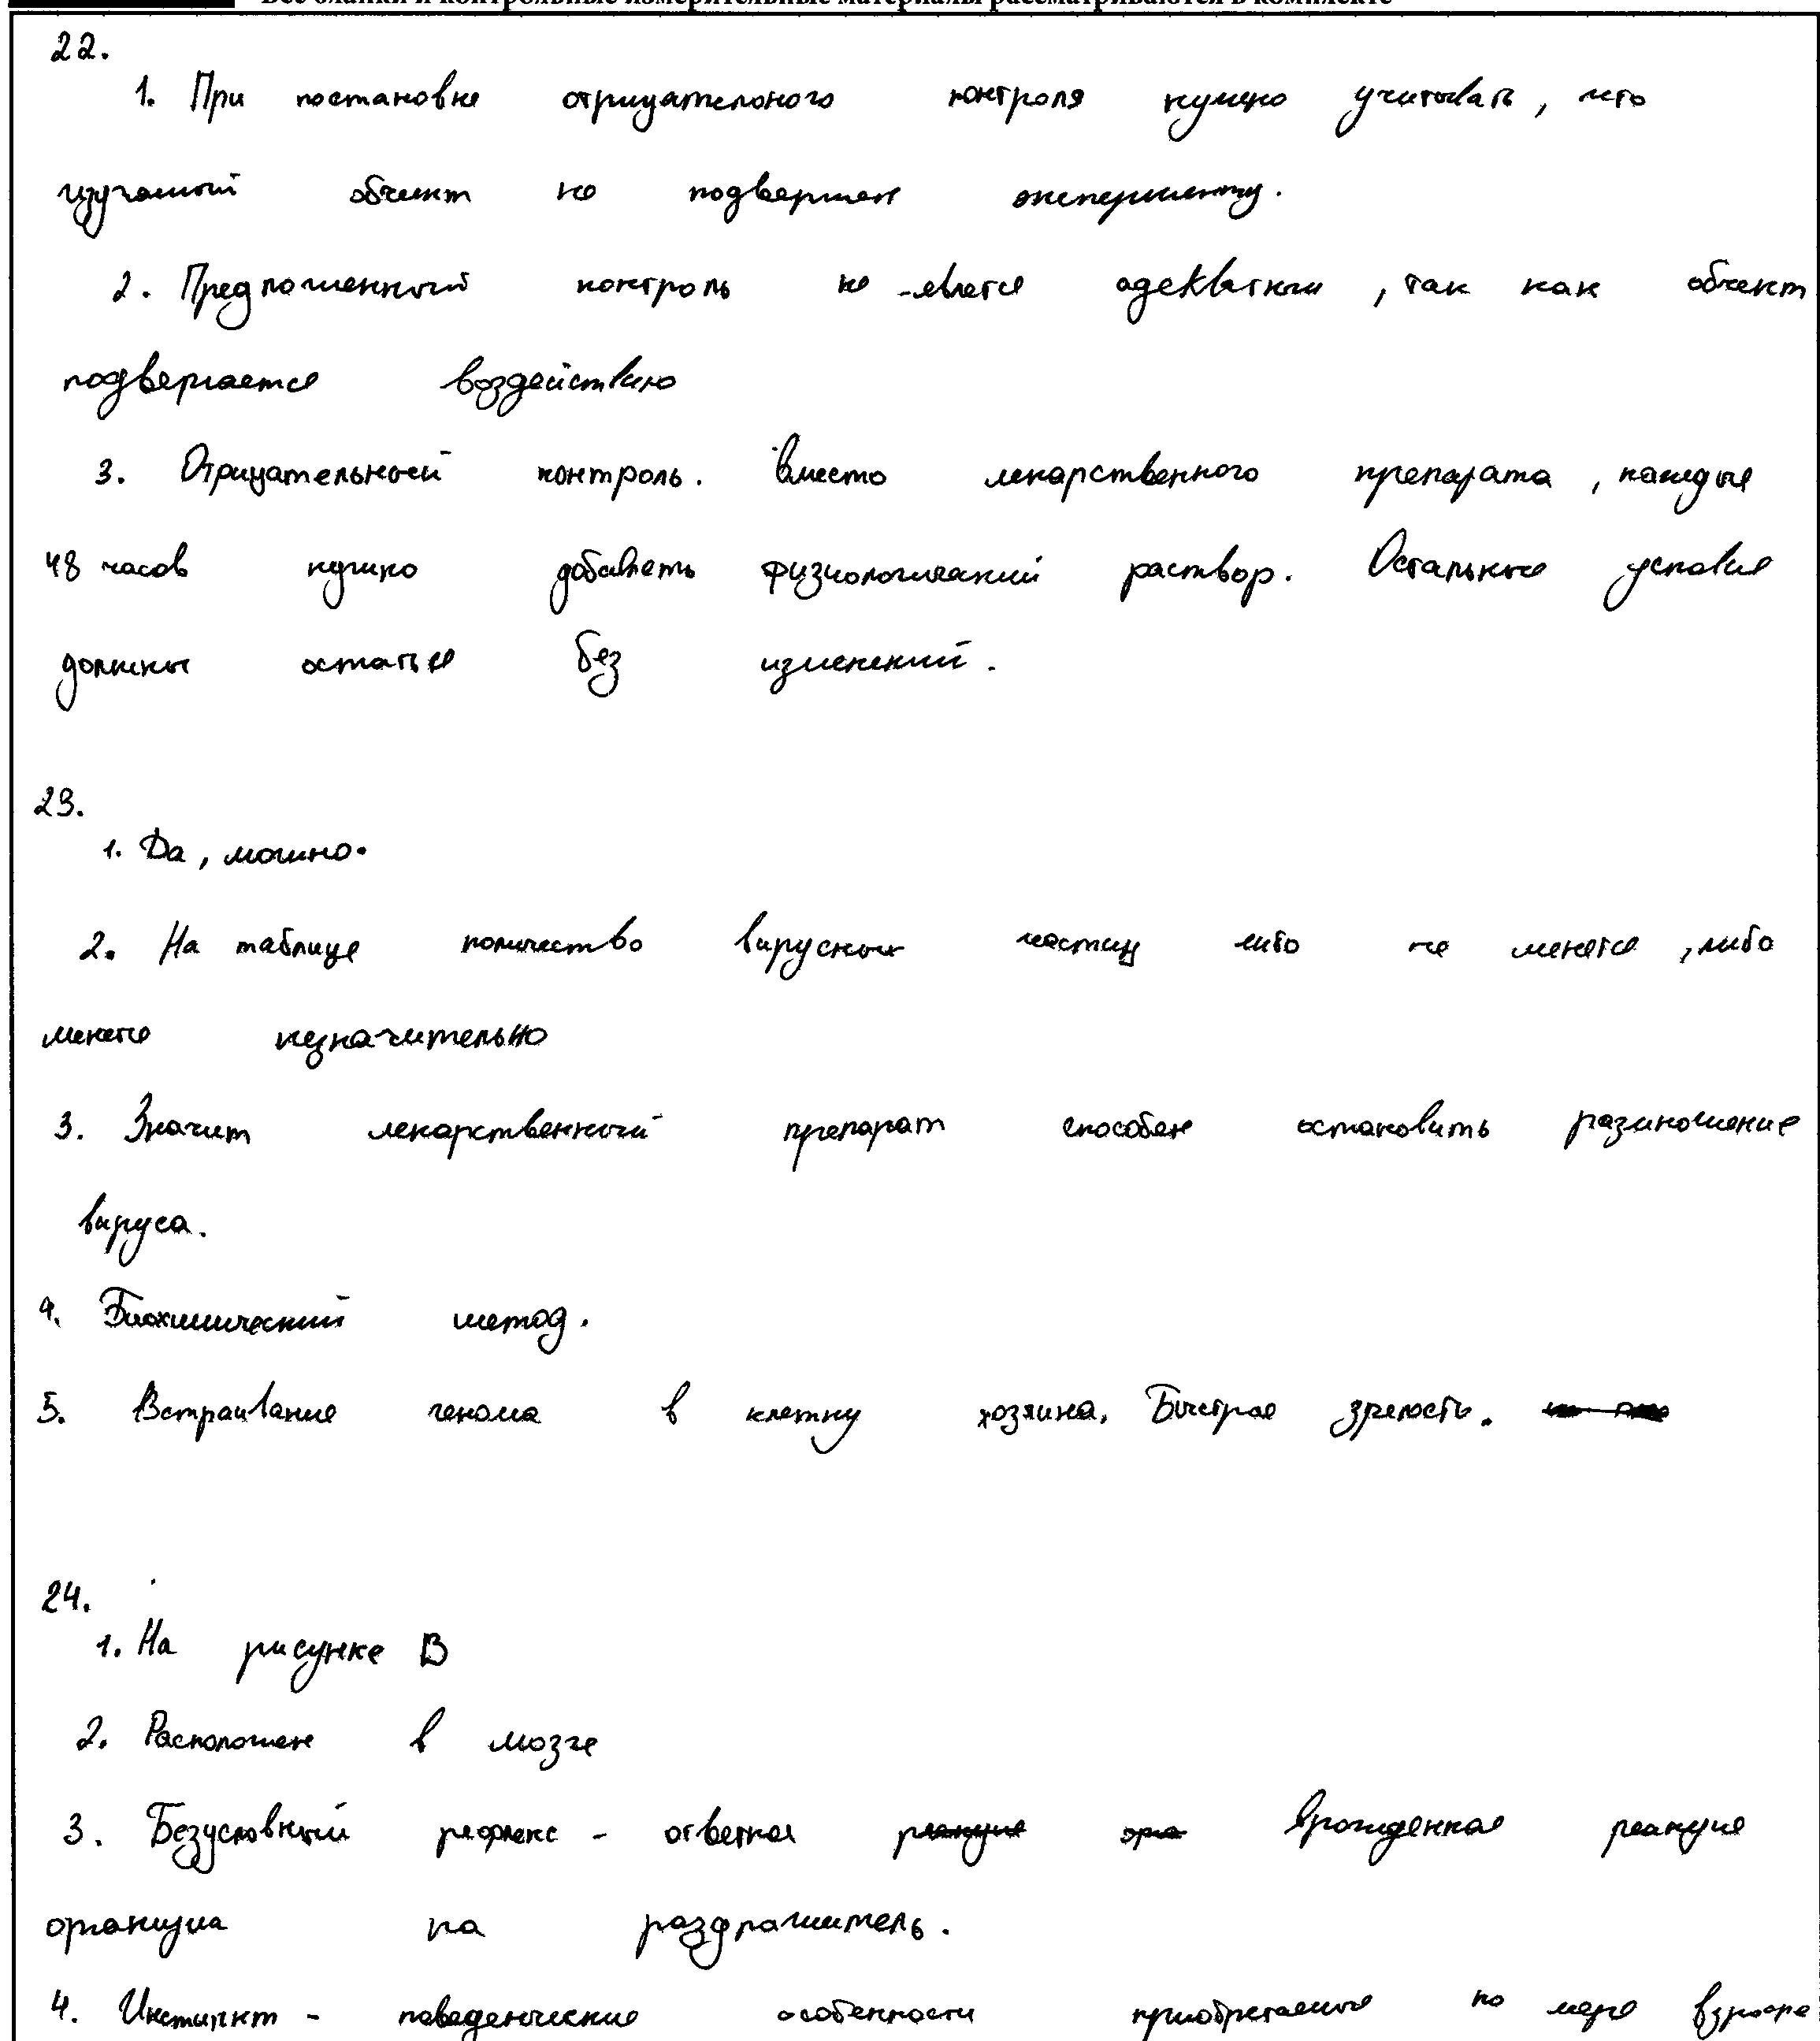 Все бланки и контрольные измерительные материалы рассматриваются в комплекте
22.
1. При постановке отрицательного контроля нужно учитывать, что
изучаемый объект не подвержен эксперименту.
2. Предложенный контроль не является адекватным, так как объект
подвергается воздействию
3. Отрицательный контроль. Вместо лекарственного препарата, каждые
48 часов нужно добавлять физиологический раствор. Остальные условия
должны остаться без изменений.
23.
1. Да, можно.
2. На таблице количество вирусных частиц либо не менятся, либо
менятся незначительно
3. Значит лекарственный препарат способен остановить размножение
вируса.
4. Биохимический метод.
5. Встраивание генома в клетку хозяина. Быстрая зрелость.
24.
1. На рисунке В
2. Расположен в мозге
3. Безусловный рефлекс - ответная реакция врожденная реакция
организма на раздражитель.
4. Инстинкт - поведенческие особенности приобретаемые по мере